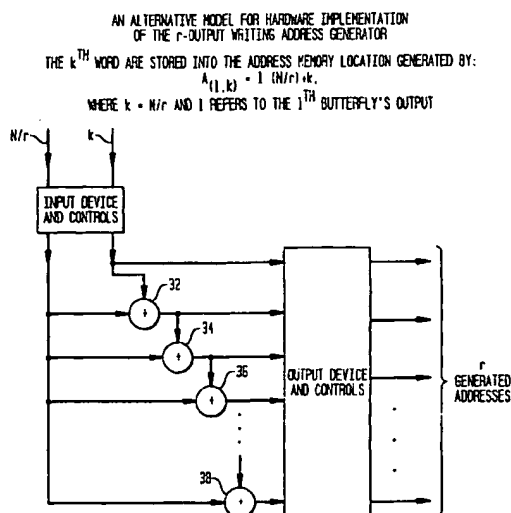 AN ALTERNATIVE MODEL FOR HARDWARE IMPLEMENTATION
OF THE r-OUTPUT WRITING ADDRESS GENERATOR
THE kTH WORD ARE STORED INTO THE ADDRESS MEMORY LOCATION GENERATED BY:
A(l,k) = l (N/r)+k,
WHERE k = N/r AND l REFERS TO THE lTH BUTTERFLY'S OUTPUT
N/r k
INPUT DEVICE
AND CONTROLS
32
+
34
+
36
+
OUTPUT DEVICE
AND CONTROLS
r
GENERATED
ADDRESSES
38
+